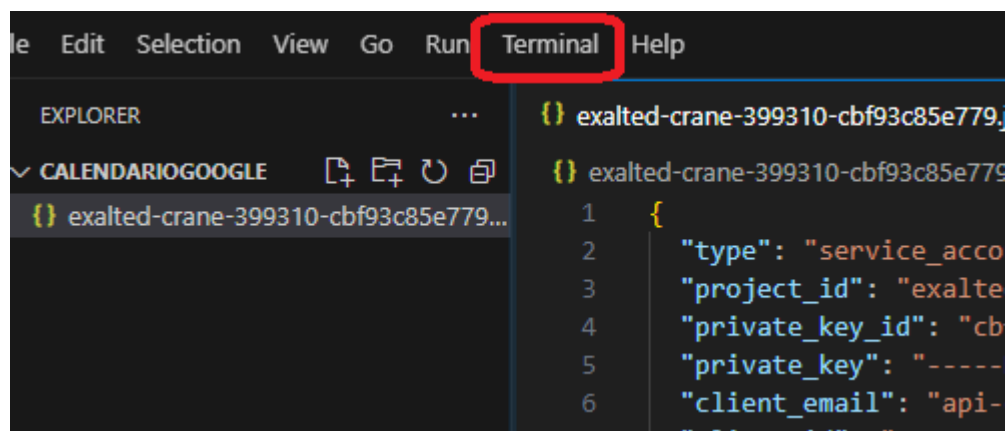 le Edit Selection View Go Run Terminal Help
EXPLORER ...
{} exalted-crane-399310-cbf93c85e779.j
CALENDARIOGOOGLE
{} exalted-crane-399310-cbf93c85e779
{} exalted-crane-399310-cbf93c85e779...
1 {
2 "type": "service_acco
3 "project_id": "exalte
4 "private_key_id": "cb
5 "private_key": "-----
6 "client_email": "api-